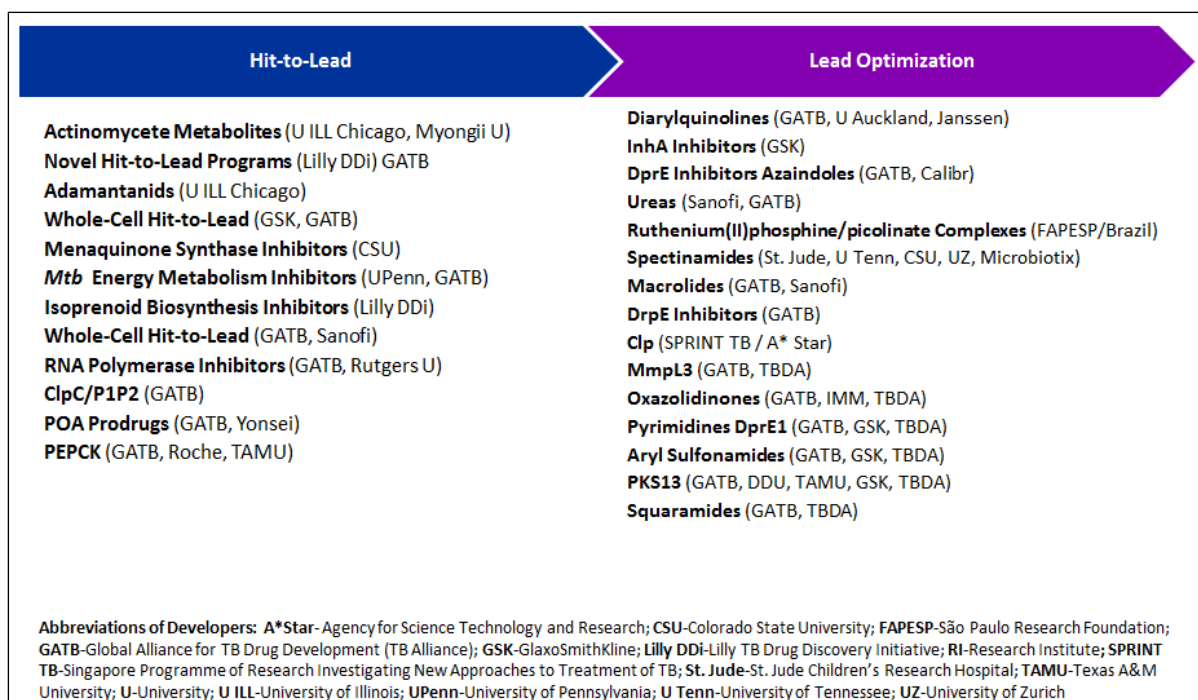 Hit-to-Lead
Lead Optimization
Actinomycete Metabolites (U ILL Chicago, Myongii U)
Novel Hit-to-Lead Programs (Lilly DDi) GATB
Adamantanids (U ILL Chicago)
Whole-Cell Hit-to-Lead (GSK, GATB)
Menaquinone Synthase Inhibitors (CSU)
Mtb Energy Metabolism Inhibitors (UPenn, GATB)
Isoprenoid Biosynthesis Inhibitors (Lilly DDi)
Whole-Cell Hit-to-Lead (GATB, Sanofi)
RNA Polymerase Inhibitors (GATB, Rutgers U)
ClpC/P1P2 (GATB)
POA Prodrugs (GATB, Yonsei)
PEPCK (GATB, Roche, TAMU)
Diarylquinolines (GATB, U Auckland, Janssen)
InhA Inhibitors (GSK)
DprE Inhibitors Azaindoles (GATB, Calibr)
Ureas (Sanofi, GATB)
Ruthenium(II)phosphine/picolinate Complexes (FAPESP/Brazil)
Spectinamides (St. Jude, U Tenn, CSU, UZ, Microbiotix)
Macrolides (GATB, Sanofi)
DrpE Inhibitors (GATB)
Clp (SPRINT TB / A* Star)
MmpL3 (GATB, TBDA)
Oxazolidinones (GATB, IMM, TBDA)
Pyrimidines DprE1 (GATB, GSK, TBDA)
Aryl Sulfonamides (GATB, GSK, TBDA)
PKS13 (GATB, DDU, TAMU, GSK, TBDA)
Squaramides (GATB, TBDA)
Abbreviations of Developers: A*Star- Agency for Science Technology and Research; CSU-Colorado State University; FAPESP-São Paulo Research Foundation;
GATB-Global Alliance for TB Drug Development (TB Alliance); GSK-GlaxoSmithKline; Lilly DDi-Lilly TB Drug Discovery Initiative; RI-Research Institute; SPRINT
TB-Singapore Programme of Research Investigating New Approaches to Treatment of TB; St. Jude-St. Jude Children's Research Hospital; TAMU-Texas A&M
University; U-University; U ILL-University of Illinois; UPenn-University of Pennsylvania; U Tenn-University of Tennessee; UZ-University of Zurich